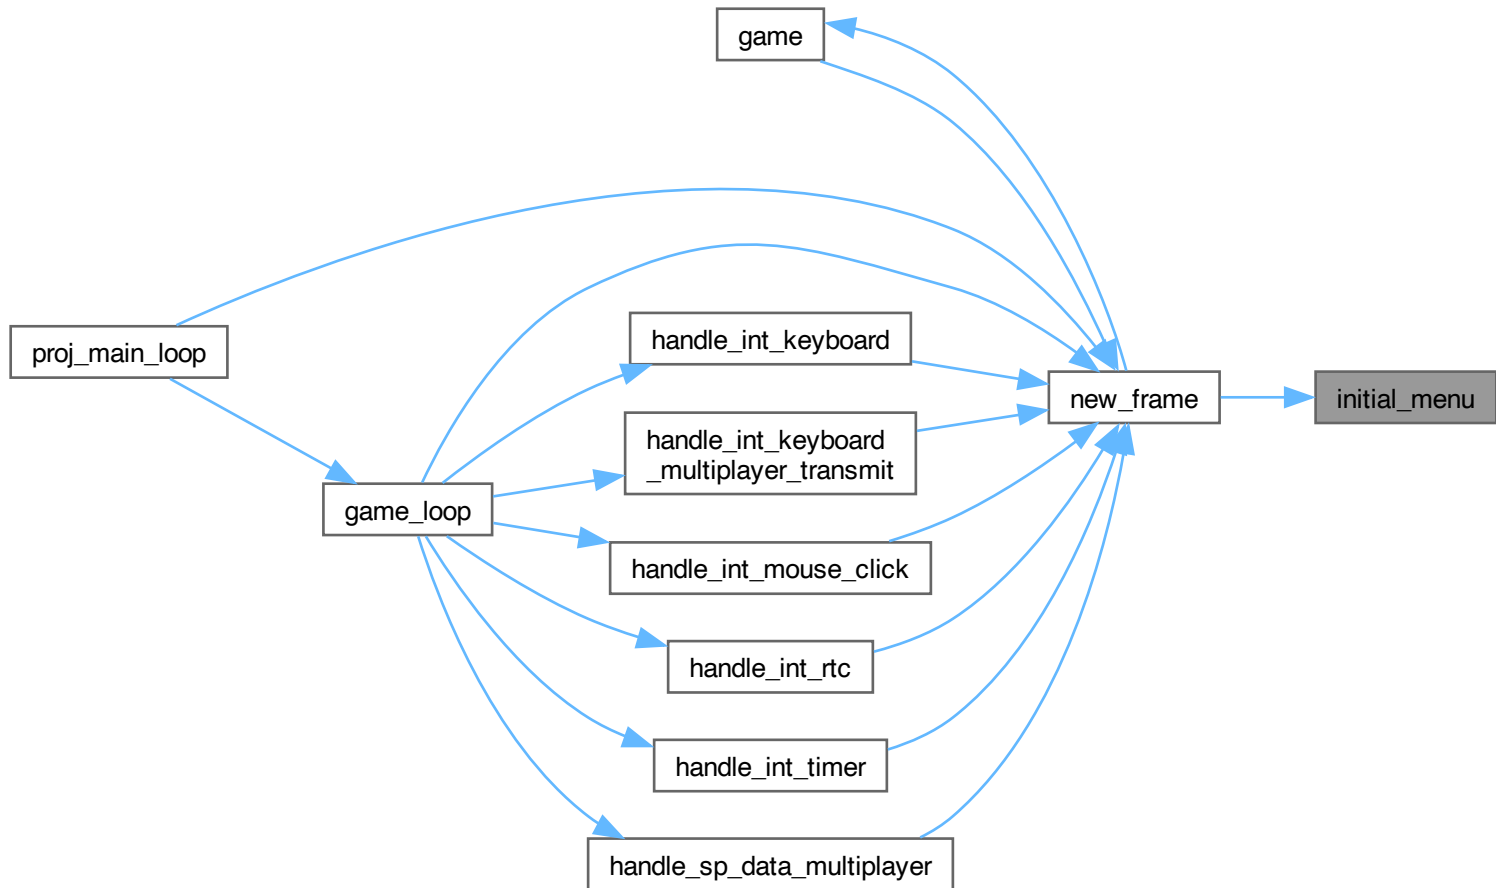 game
proj_main_loop
handle_int_keyboard
new_frame
initial_menu
handle_int_keyboard
_multiplayer_transmit
game_loop
handle_int_mouse_click
handle_int_rtc
handle_int_timer
handle_sp_data_multiplayer